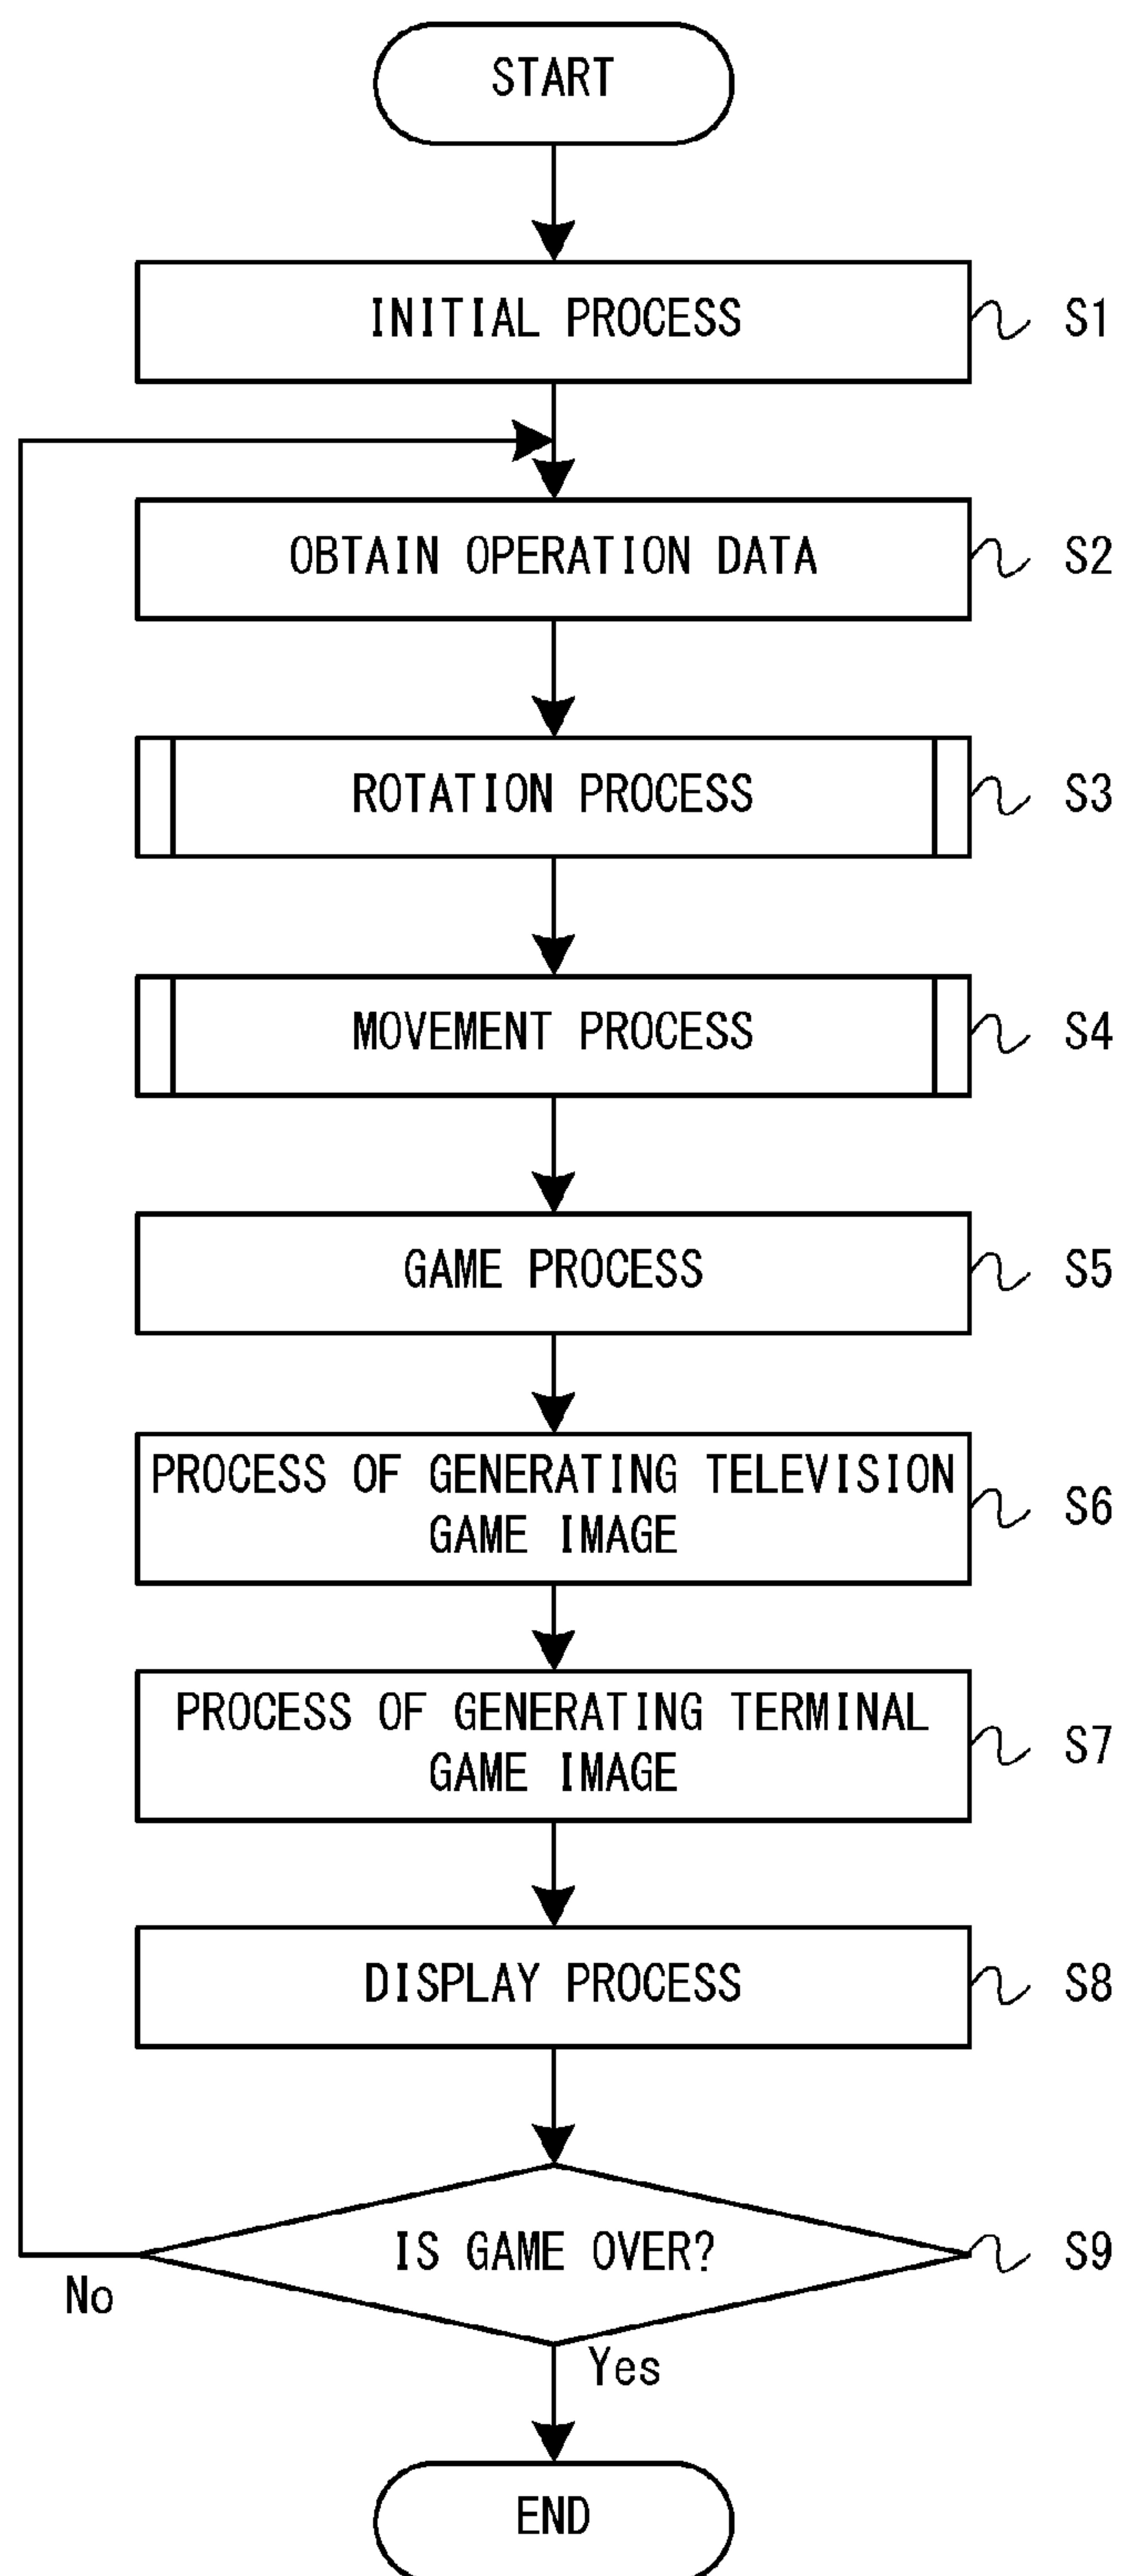 START
INITIAL PROCESS
S1
OBTAIN OPERATION DATA
S2
ROTATION PROCESS
S3
MOVEMENT PROCESS
S4
GAME PROCESS
S5
PROCESS OF GENERATING TELEVISION
GAME IMAGE
S6
PROCESS OF GENERATING TERMINAL
GAME IMAGE
S7
DISPLAY PROCESS
S8
IS GAME OVER?
S9
No
Yes
END